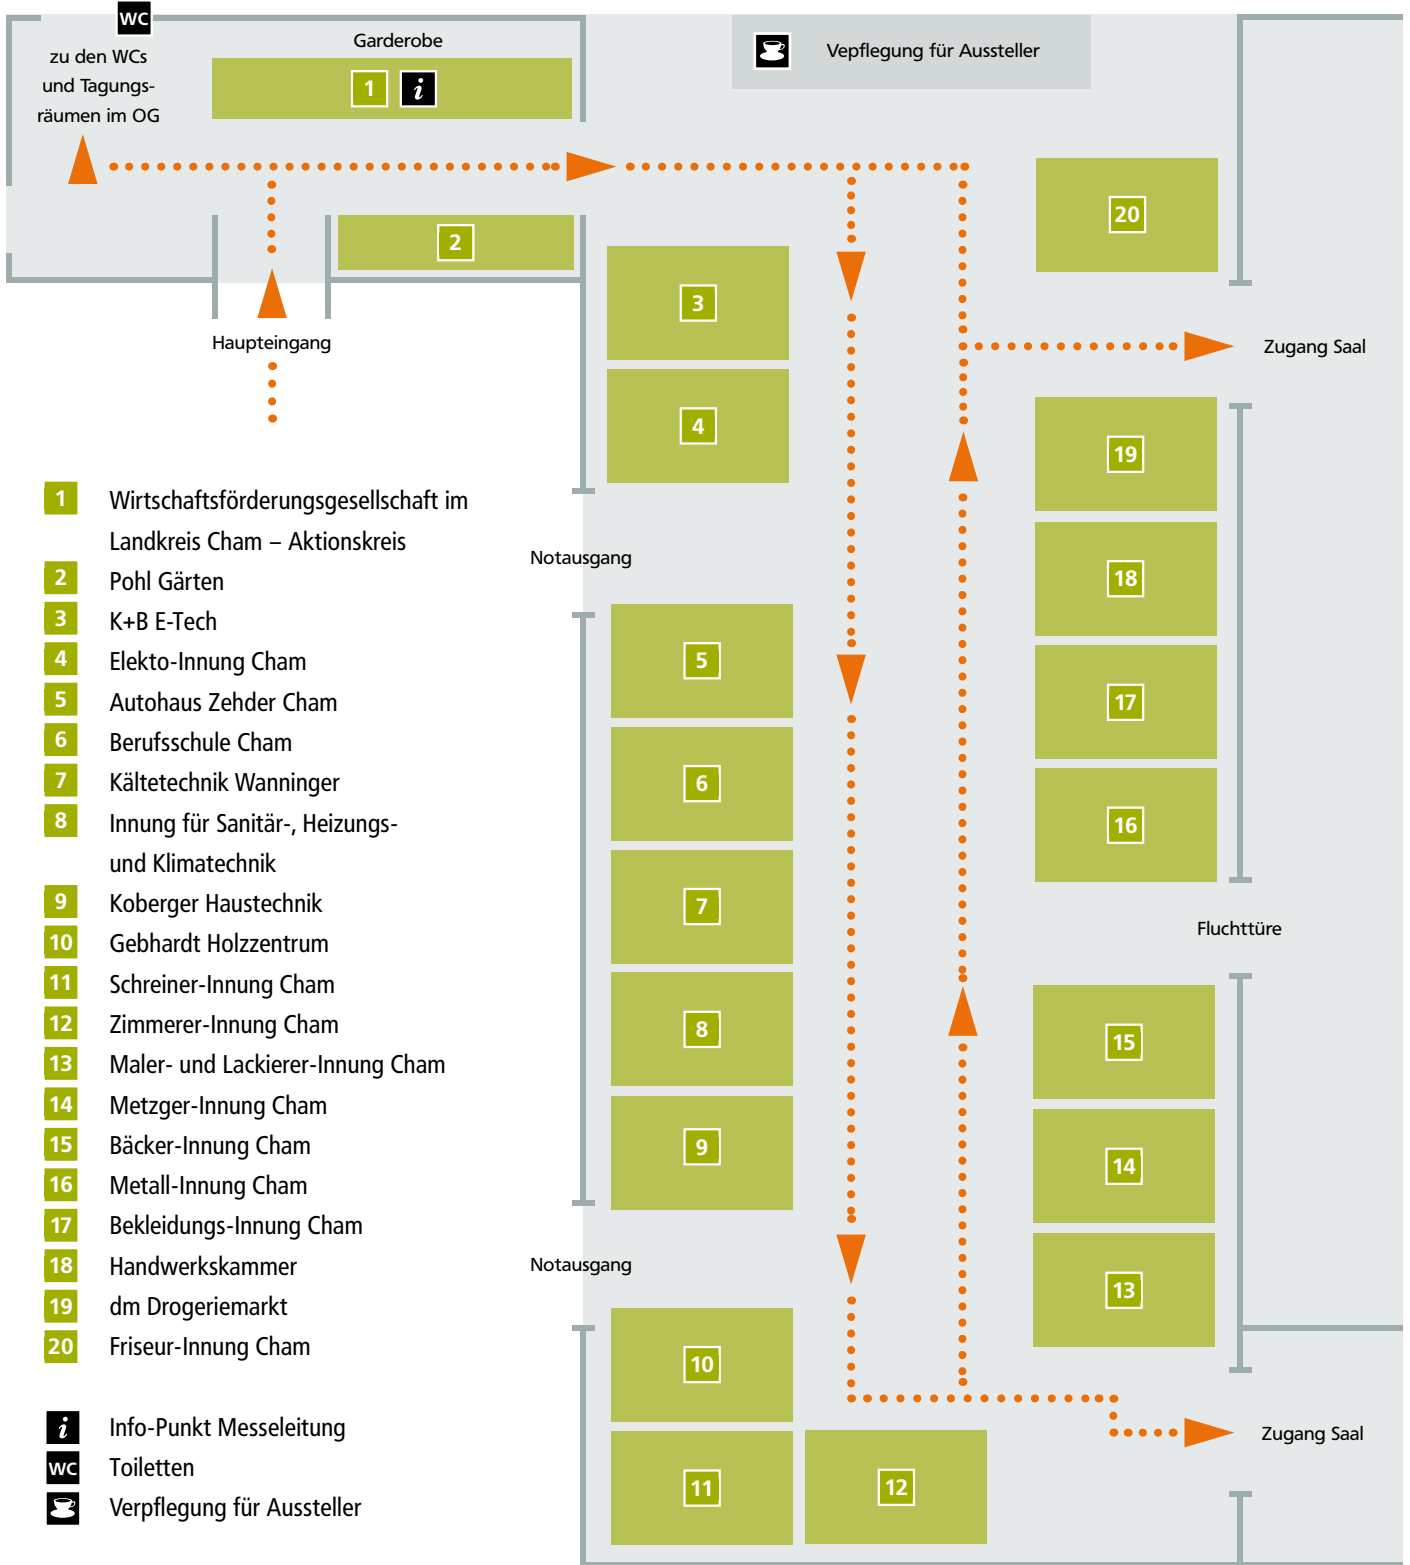 WC
zu den WCs
und Tagungs-
räumen im OG
Garderobe
1 i
Vepflegung für Aussteller
2
20
3
Haupteingang
Zugang Saal
4
19
Notausgang
18
5
17
6
16
7
Fluchttüre
8
15
9
14
Notausgang
13
10
Zugang Saal
11
12
1 Wirtschaftsförderungsgesellschaft im
Landkreis Cham – Aktionskreis
2 Pohl Gärten
3 K+B E-Tech
4 Elekto-Innung Cham
5 Autohaus Zehder Cham
6 Berufsschule Cham
7 Kältetechnik Wanninger
8 Innung für Sanitär-, Heizungs-
und Klimatechnik
9 Koberger Haustechnik
10 Gebhardt Holzzentrum
11 Schreiner-Innung Cham
12 Zimmerer-Innung Cham
13 Maler- und Lackierer-Innung Cham
14 Metzger-Innung Cham
15 Bäcker-Innung Cham
16 Metall-Innung Cham
17 Bekleidungs-Innung Cham
18 Handwerkskammer
19 dm Drogeriemarkt
20 Friseur-Innung Cham
i Info-Punkt Messeleitung
WC Toiletten
Verpflegung für Aussteller